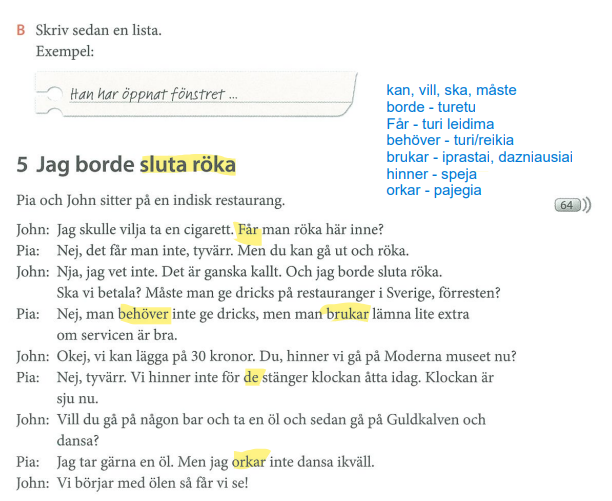 B Skriv sedan en lista.
Exempel:
Han har öppnat fönstret ...
kan, vill, ska, måste
borde - turetu
Får - turi leidima
behöver - turi/reikia
brukar - iprastai, dazniausiai
hinner - speja
orkar - pajegia
5 Jag borde sluta röka
Pia och John sitter på en indisk restaurang.
64
John: Jag skulle vilja ta en cigarett. Får man röka här inne?
Pia: Nej, det får man inte, tyvärr. Men du kan gå ut och röka.
John: Nja, jag vet inte. Det är ganska kallt. Och jag borde sluta röka.
Ska vi betala? Måste man ge dricks på restauranger i Sverige, förresten?
Pia: Nej, man behöver inte ge dricks, men man brukar lämna lite extra
om servicen är bra.
John: Okej, vi kan lägga på 30 kronor. Du, hinner vi gå på Moderna museet nu?
Pia: Nej, tyvärr. Vi hinner inte för de stänger klockan åtta idag. Klockan är
sju nu.
John: Vill du gå på någon bar och ta en öl och sedan gå på Guldkalven och
dansa?
Pia: Jag tar gärna en öl. Men jag orkar inte dansa ikväll.
John: Vi börjar med ölen så får vi se!